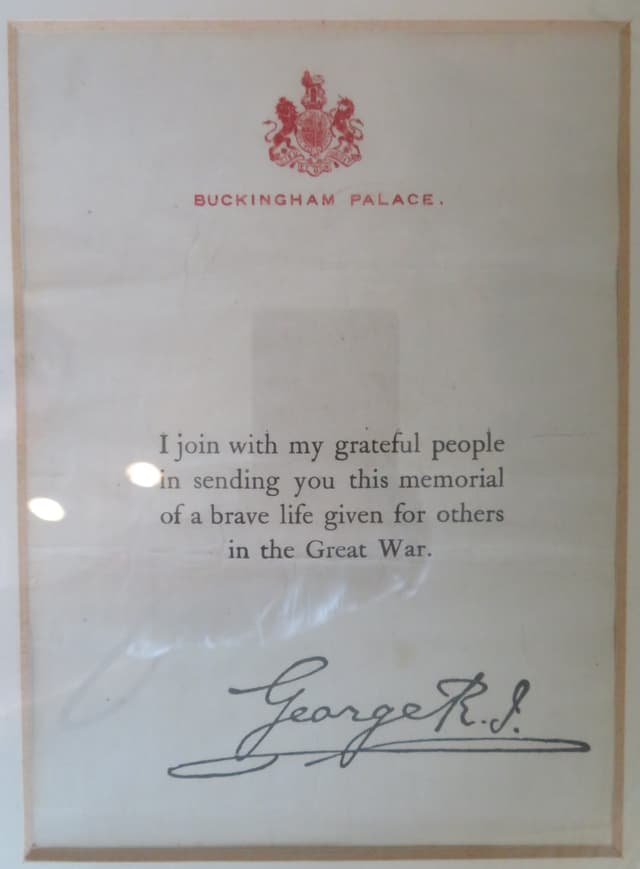 BUCKINGHAM PALACE.
I join with my grateful people
in sending you this memorial
of a brave life given for others
in the Great War.
George R.I.